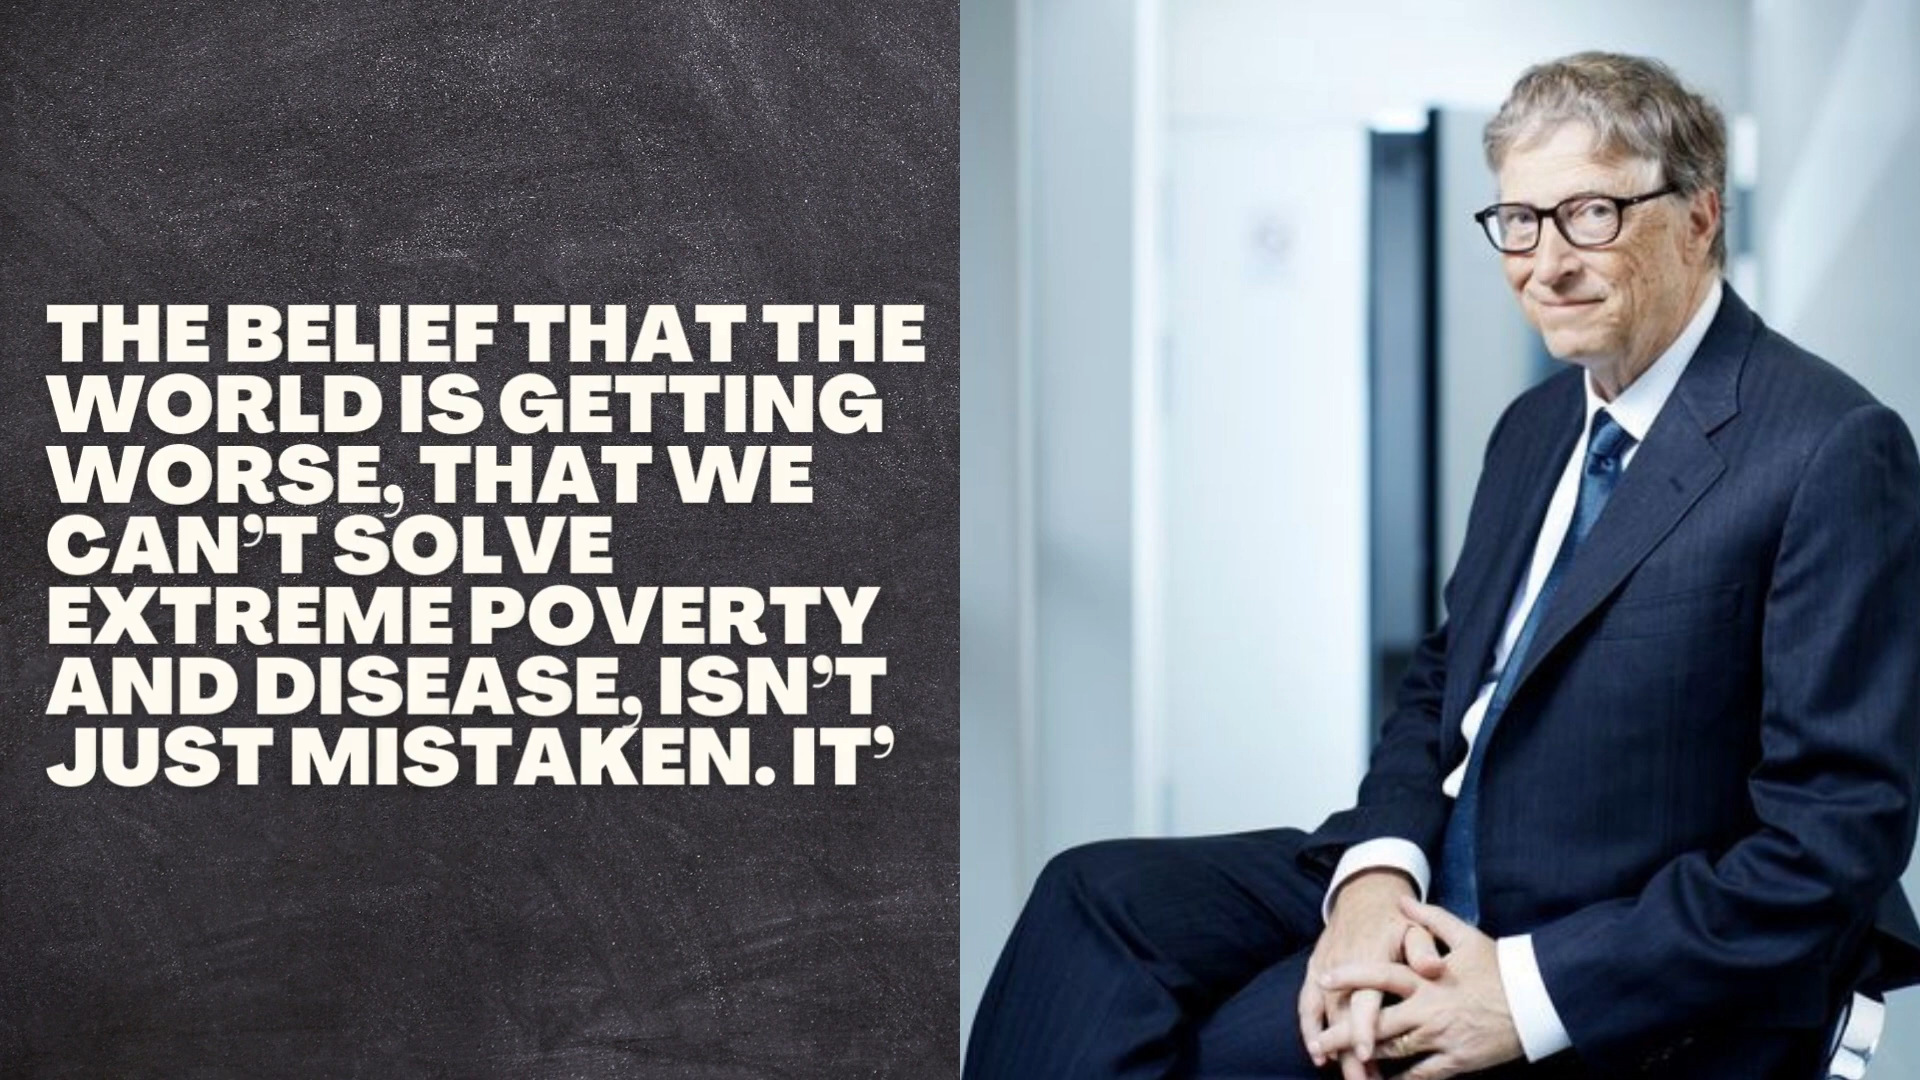 THE BELIEF THAT THE
WORLD IS GETTING
WORSE, THAT WE
CAN’T SOLVE
EXTREME POVERTY
AND DISEASE, ISN’T
JUST MISTAKEN. IT’